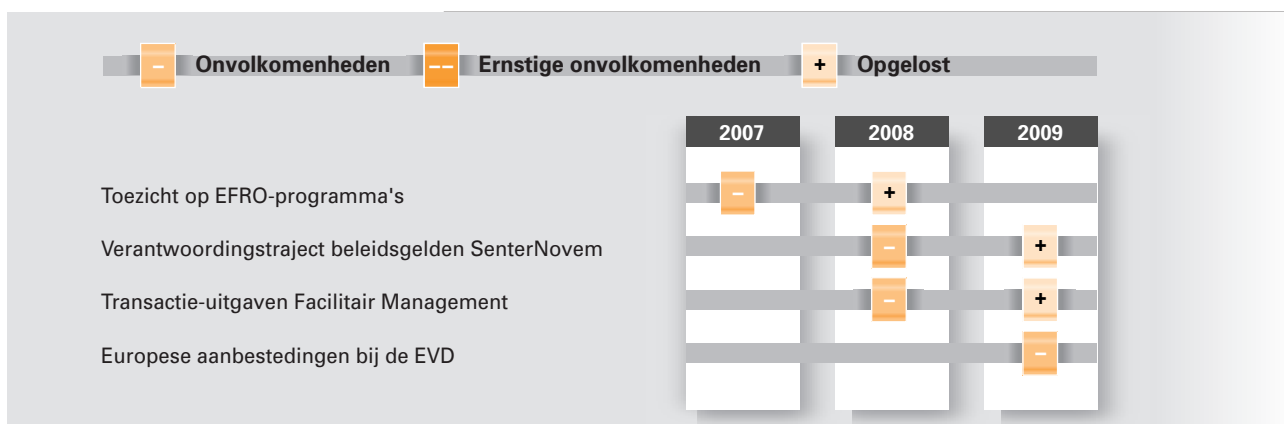 – Onvolkomenheden –– Ernstige onvolkomenheden + Opgelost
2007 2008 2009
Toezicht op EFRO-programma's – +
Verantwoordingstraject beleidsgelden SenterNovem – +
Transactie-uitgaven Facilitair Management – +
Europese aanbestedingen bij de EVD –